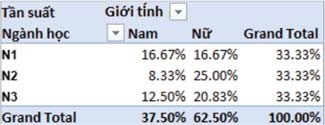 Tần suất Giới tính
Ngành học Nam Nữ Grand Total
N1 16.67% 16.67% 33.33%
N2 8.33% 25.00% 33.33%
N3 12.50% 20.83% 33.33%
Grand Total 37.50% 62.50% 100.00%